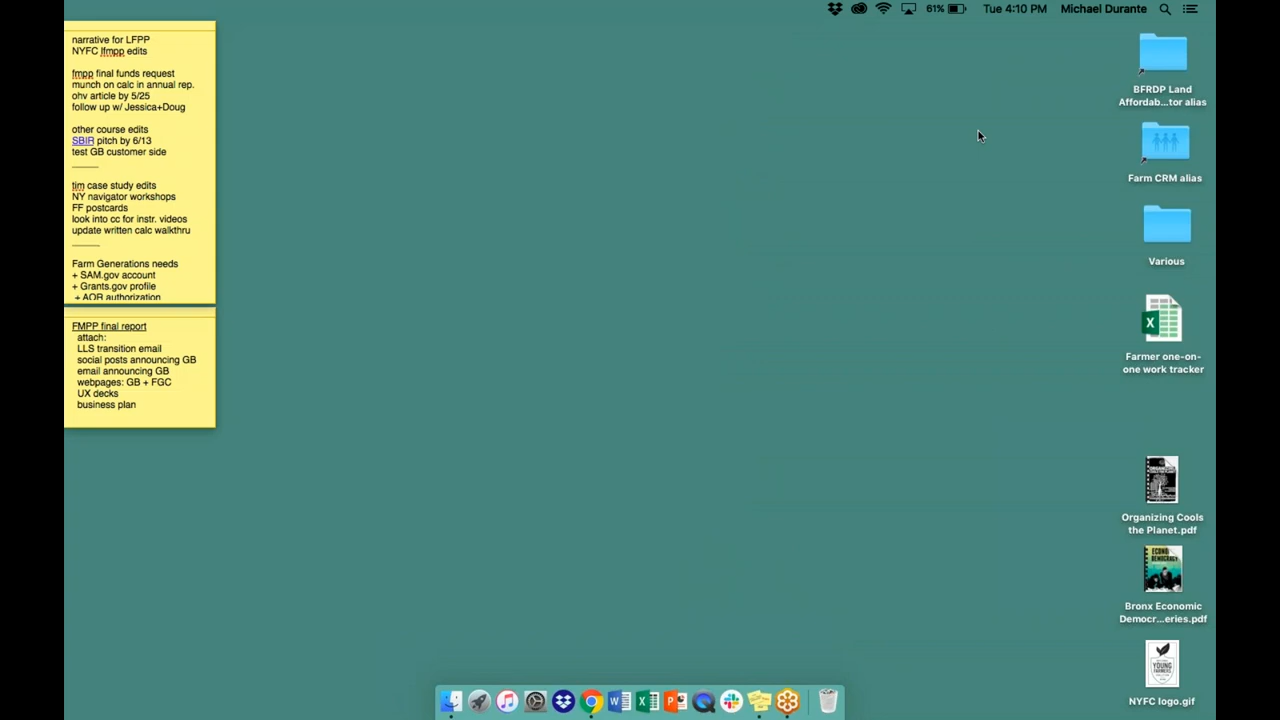 61%
Tue 4:10 PM
Michael Durante
narrative for LFPP
NYFC lfmpp edits
fmpp final funds request
munch on calc in annual rep.
ohv article by 5/25
follow up w/ Jessica+Doug
other course edits
SBIR pitch by 6/13
test GB customer side
tim case study edits
NY navigator workshops
FF postcards
look into cc for instr. videos
update written calc walkthru
Farm Generations needs
+ SAM.gov account
+ Grants.gov profile
+ AOR authorization
FMPP final report
attach:
LLS transition email
social posts announcing GB
email announcing GB
webpages: GB + FGC
UX decks
business plan
BFRDP Land
Affordab...tor alias
Farm CRM alias
Various
Farmer one-on-
one work tracker
Organizing Cools
the Planet.pdf
Bronx Economic
Democr...eries.pdf
NYFC logo.gif